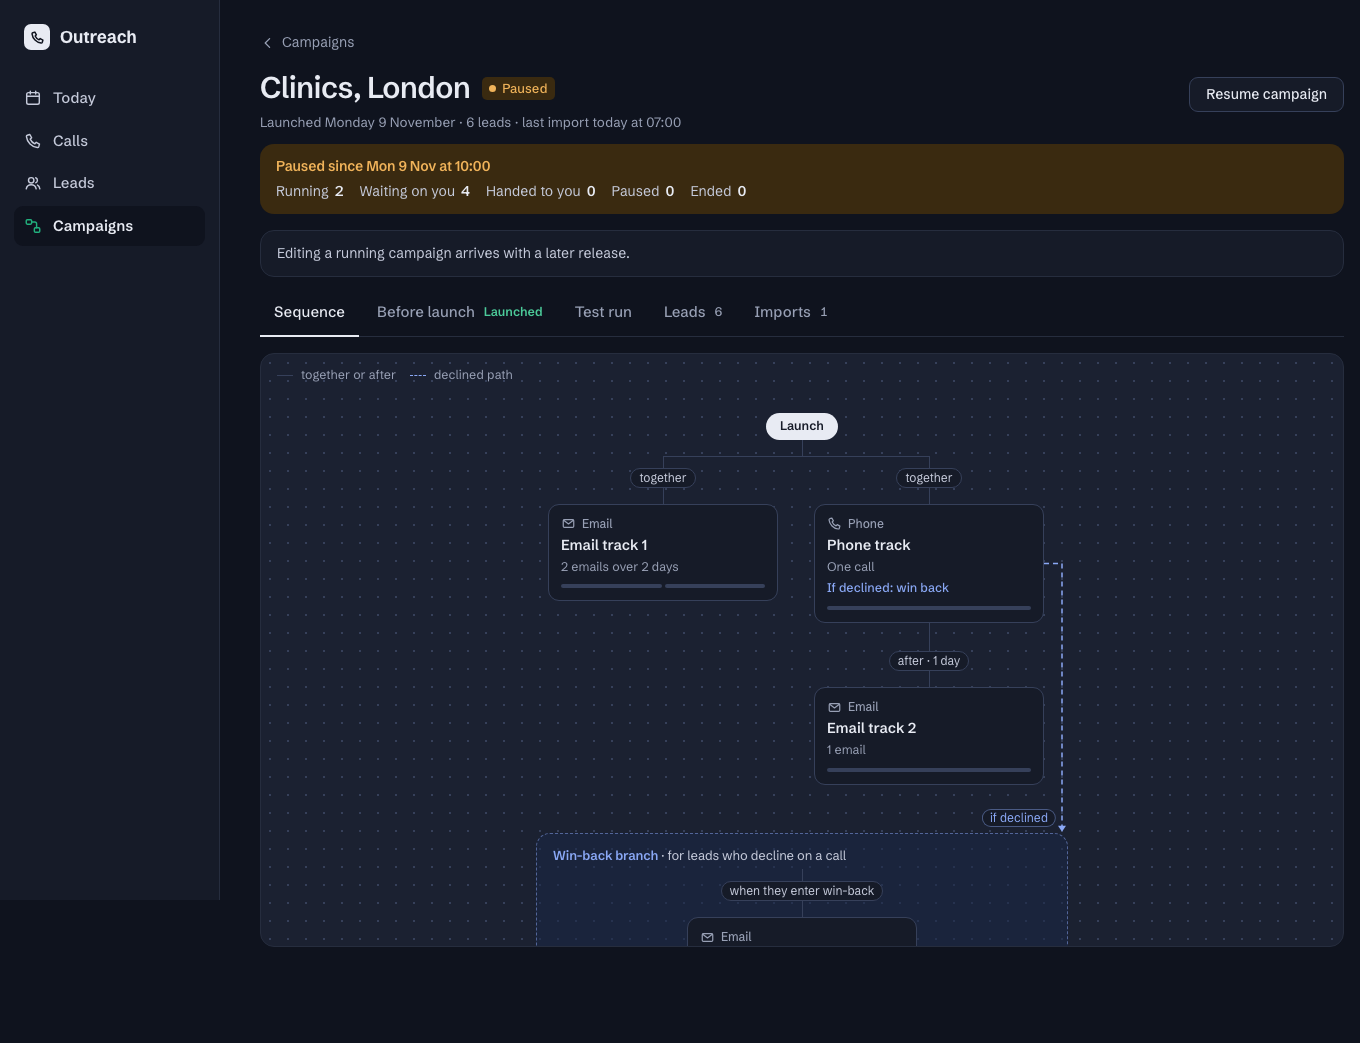 Outreach
Today
Calls
Leads
Campaigns
Campaigns
Clinics, London
Paused
Resume campaign
Launched Monday 9 November · 6 leads · last import today at 07:00
Paused since Mon 9 Nov at 10:00
Running 2 Waiting on you 4 Handed to you 0 Paused 0 Ended 0
Editing a running campaign arrives with a later release.
Sequence Before launch Launched Test run Leads 6 Imports 1
together or after declined path
Launch
together together
Email
Email track 1
2 emails over 2 days
Phone
Phone track
One call
If declined: win back
after · 1 day
Email
Email track 2
1 email
if declined
Win-back branch · for leads who decline on a call
when they enter win-back
Email